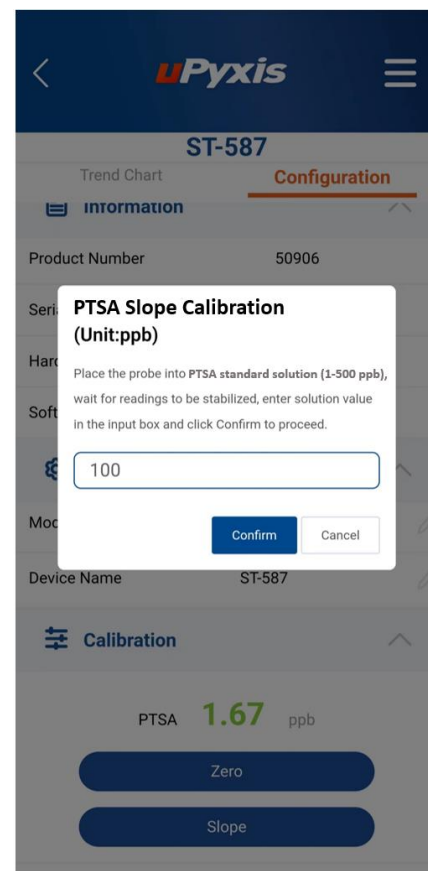 uPyxis
ST-587
Trend Chart Configuration
Information
Product Number 50906
Seri
PTSA Slope Calibration
(Unit:ppb)
Hard
Place the probe into PTSA standard solution (1-500 ppb),
wait for readings to be stabilized, enter solution value
Soft
in the input box and click Confirm to proceed.
100
Mod
Confirm Cancel
Device Name ST-587
Calibration
PTSA 1.67 ppb
Zero
Slope